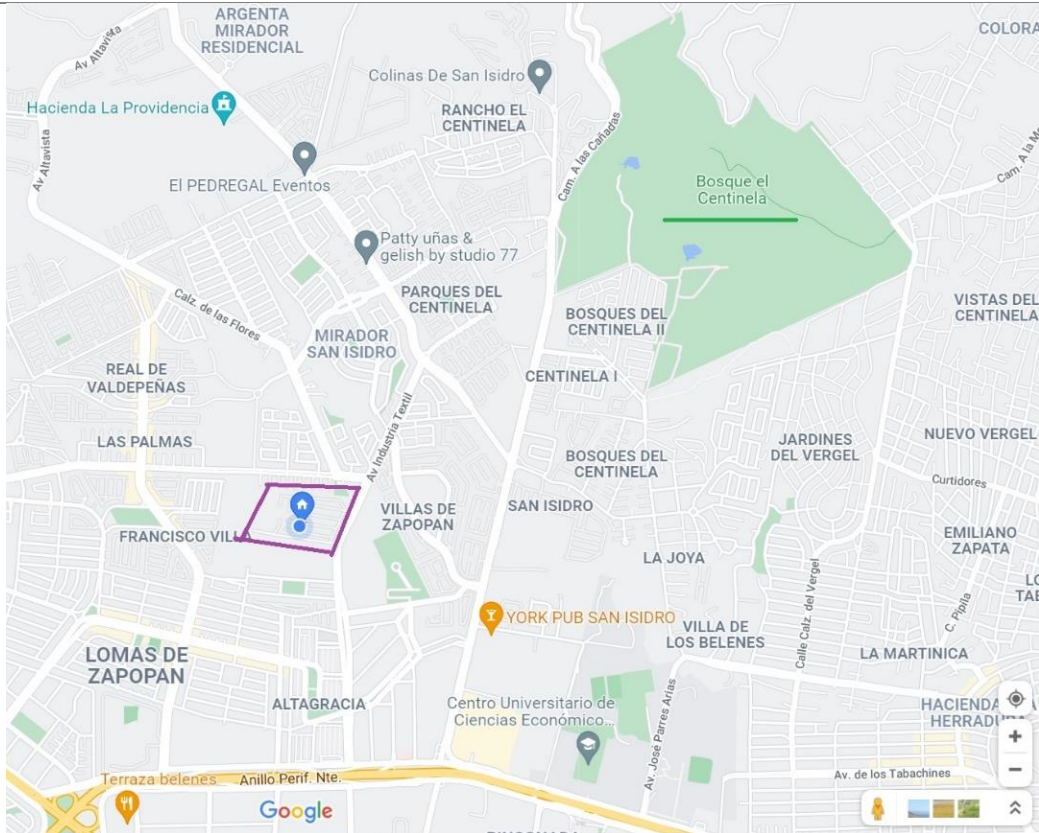 ARGENTA
MIRADOR
RESIDENCIAL
COLORA
Av Altavista
Colinas De San Isidro
Hacienda La Providencia
RANCHO EL
CENTINELA
Cam. A las Cañadas
Av Altavista
El PEDREGAL Eventos
Bosque el
Centinela
Patty uñas &
gelish by studio 77
PARQUES DEL
CENTINELA
Calz. de las Flores
BOSQUES DEL
CENTINELA II
VISTAS DEL
CENTINELA
MIRADOR
SAN ISIDRO
REAL DE
VALDEPEÑAS
CENTINELA I
Av Industria Textil
LAS PALMAS
JARDINES
DEL VERGEL
NUEVO VERGEL
BOSQUES DEL
CENTINELA
Curtidores
VILLAS DE
ZAPOPAN
SAN ISIDRO
FRANCISCO VILLA
EMILIANO
ZAPATA
LA JOYA
Calle Calz. del Vergel
C. Pípila
YORK PUB SAN ISIDRO
VILLA DE
LOS BELENES
LA MARTINICA
LOMAS DE
ZAPOPAN
ALTAGRACIA
Centro Universitario de
Ciencias Económico...
Av. José Parres Arias
HACIENDA
HERRADURA
Terraza belenes
Anillo Perif. Nte.
Av. de los Tabachines
Google